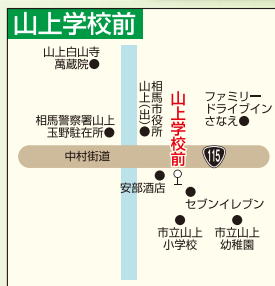 山上学校前
山上白山寺
萬蔵院
相馬市役所
山上(出)
山上学校前
ファミリー
ドライブイン
さなえ
相馬警察署山上
玉野駐在所
中村街道
115
安部酒店
セブンイレブン
市立山上
小学校
市立山上
幼稚園